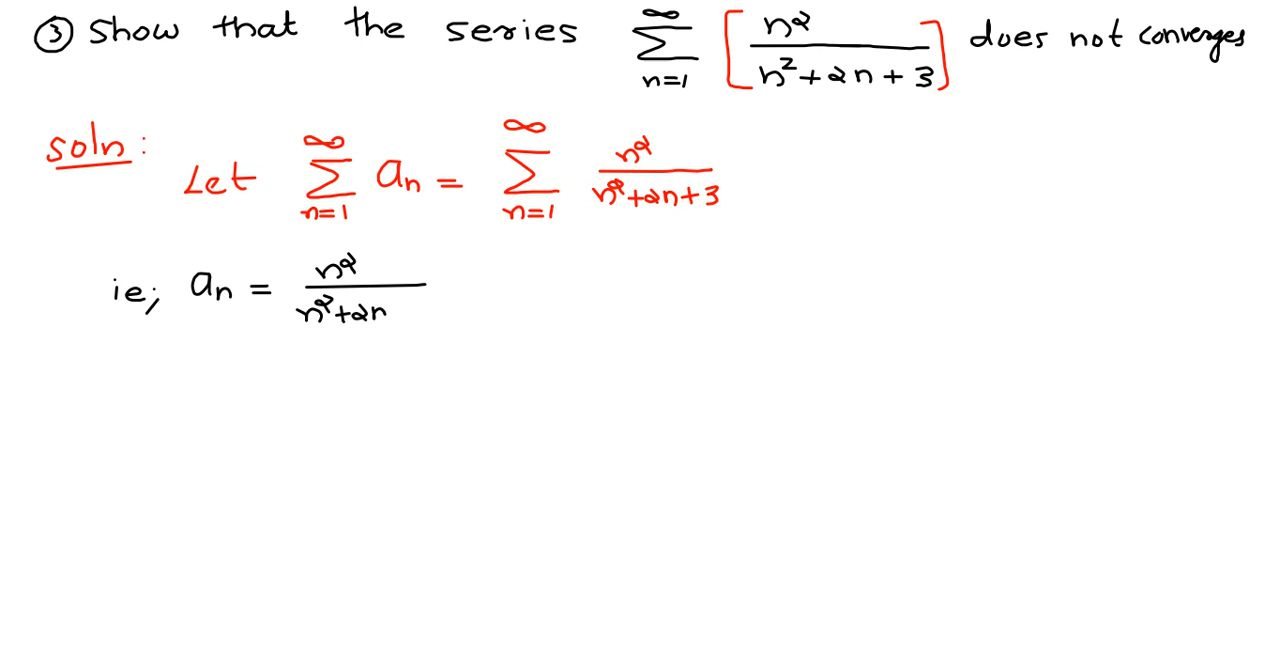 ③ Show that the series ∑_{n=1}^{∞} [n²/(n²+2n+3)] does not converges
soln: Let ∑_{n=1}^{∞} aₙ = ∑_{n=1}^{∞} n²/(n²+2n+3)
ie; aₙ = n²/(n²+2n